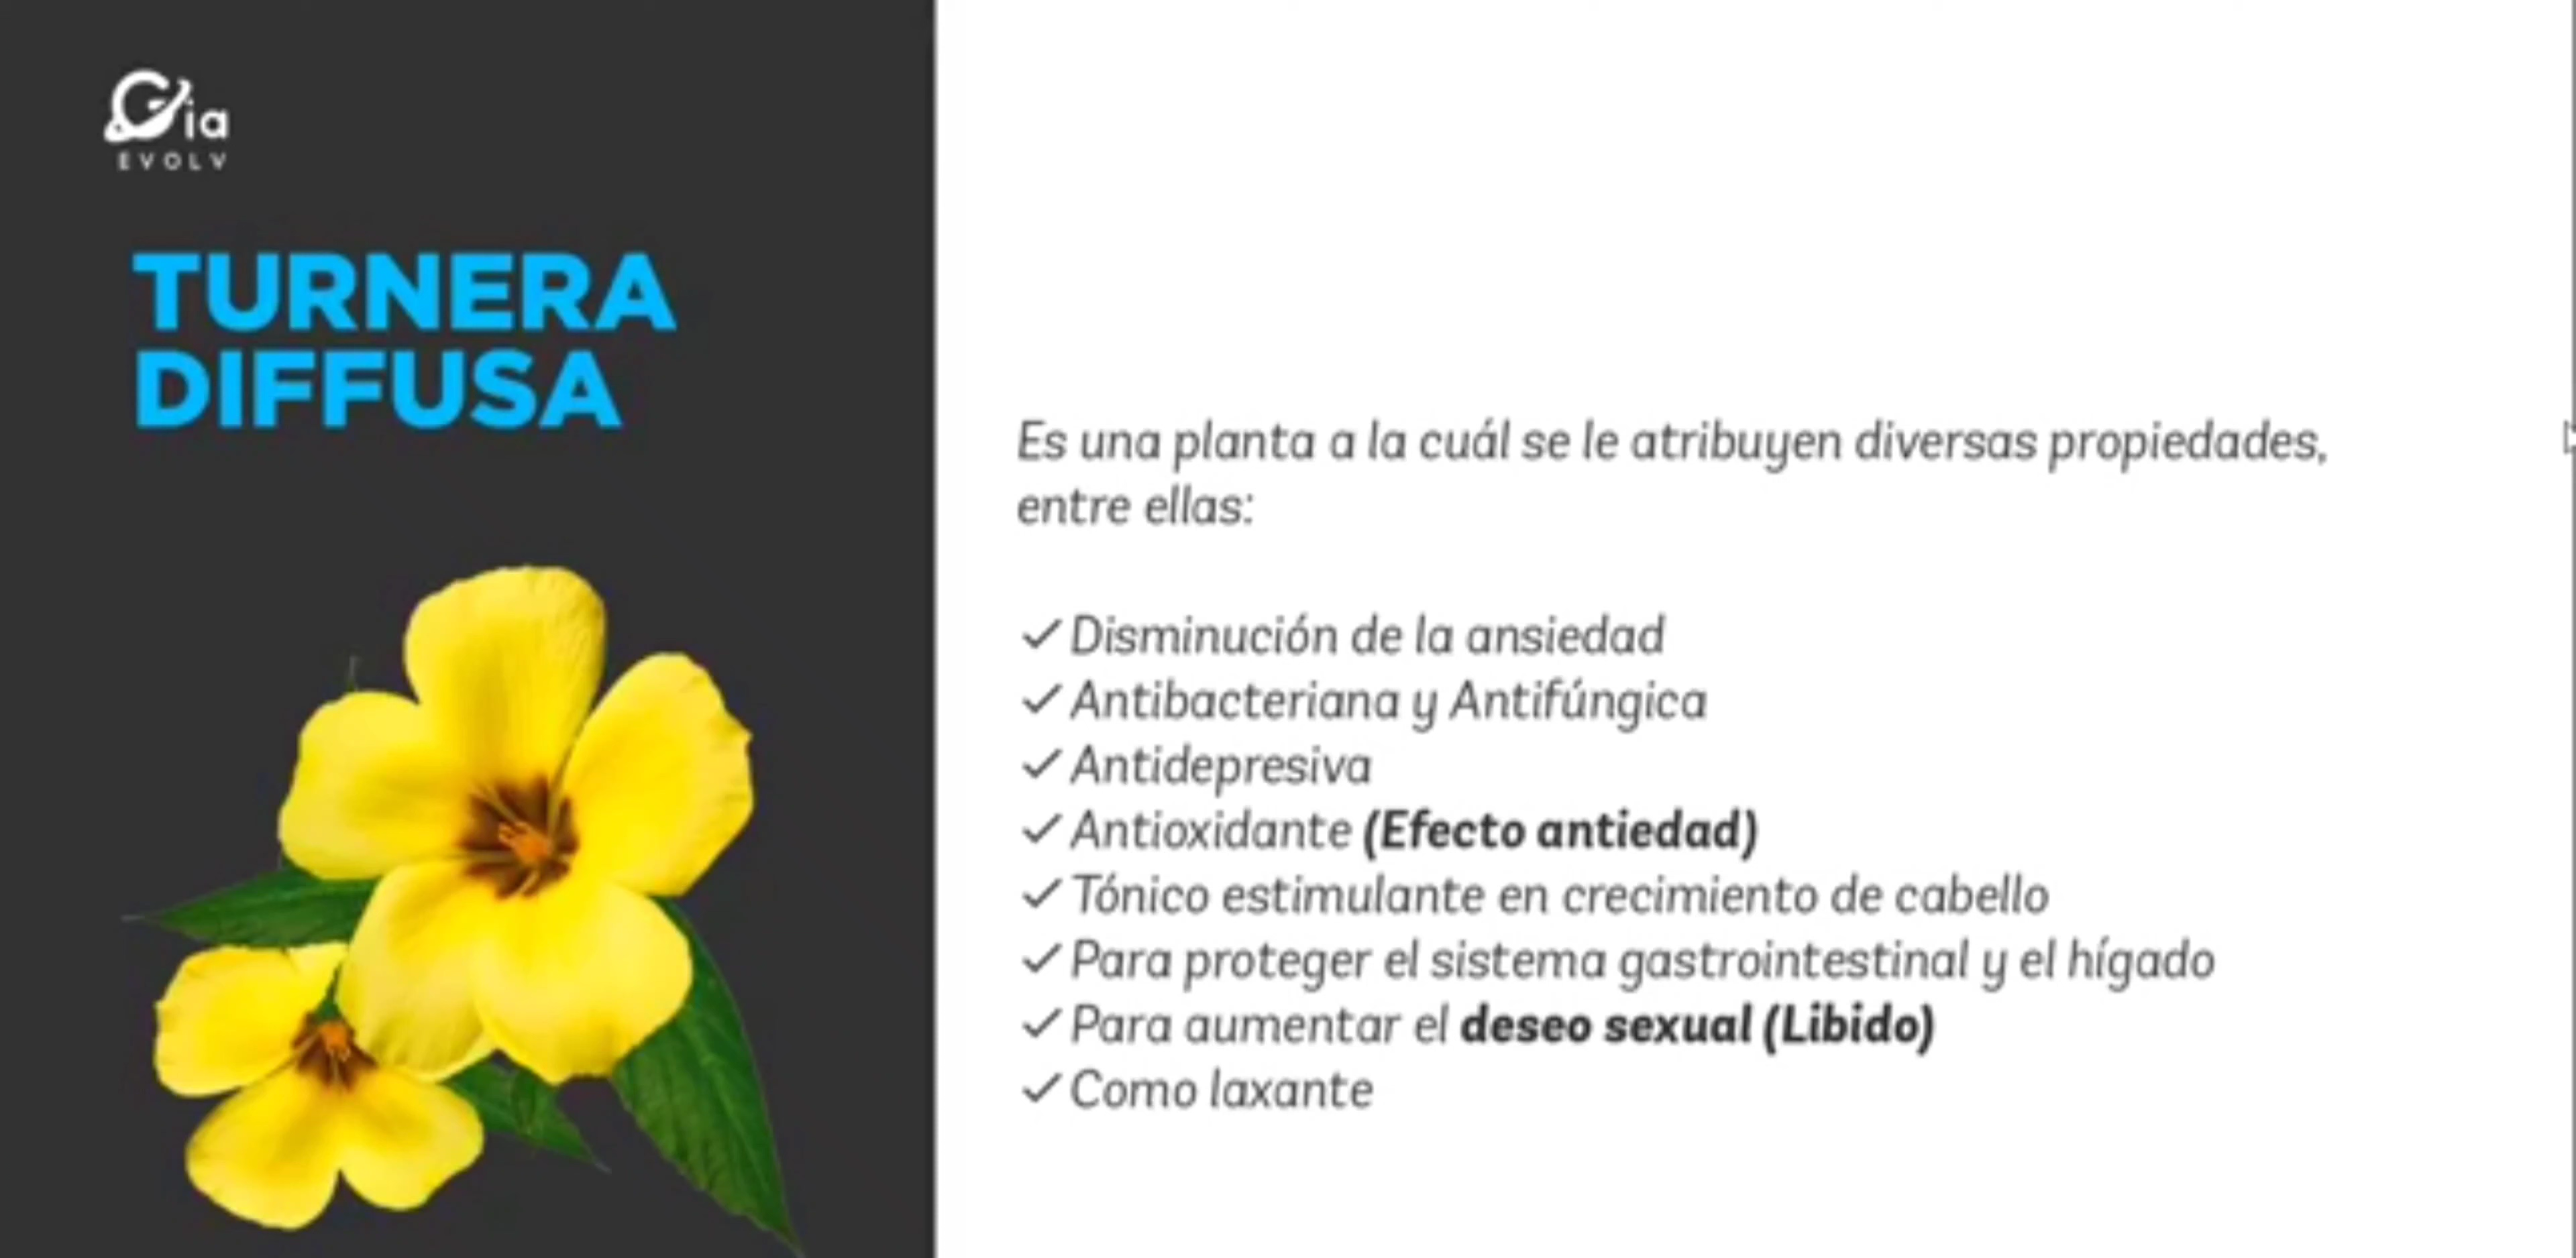 Gia
EVOLV
TURNERA
DIFFUSA
Es una planta a la cuál se le atribuyen diversas propiedades,
entre ellas:
✓ Disminución de la ansiedad
✓ Antibacteriana y Antifúngica
✓ Antidepresiva
✓ Antioxidante (Efecto antiedad)
✓ Tónico estimulante en crecimiento de cabello
✓ Para proteger el sistema gastrointestinal y el hígado
✓ Para aumentar el deseo sexual (Libido)
✓ Como laxante